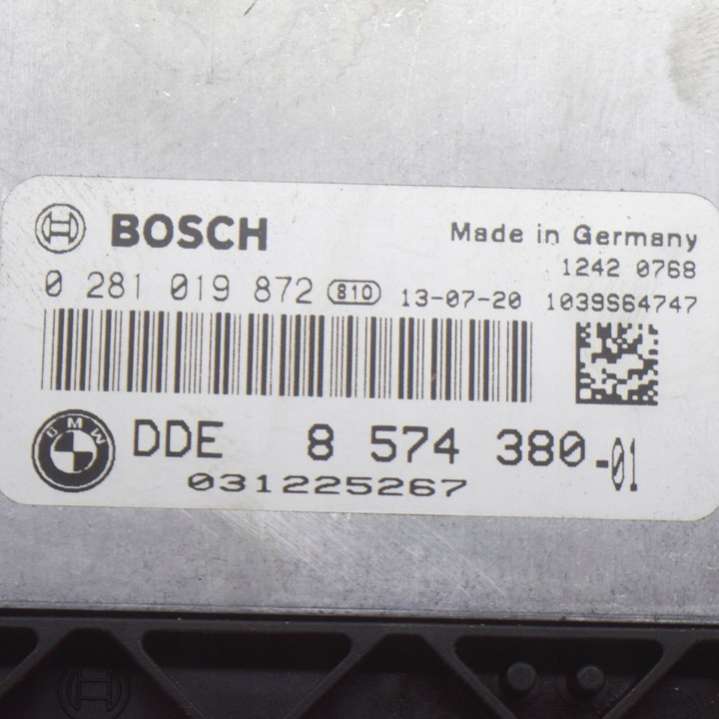 BOSCH
Made in Germany
1242 0768
0 281 019 872 810 13-07-20 1039S64747
BMW DDE 8 574 380-01
031225267